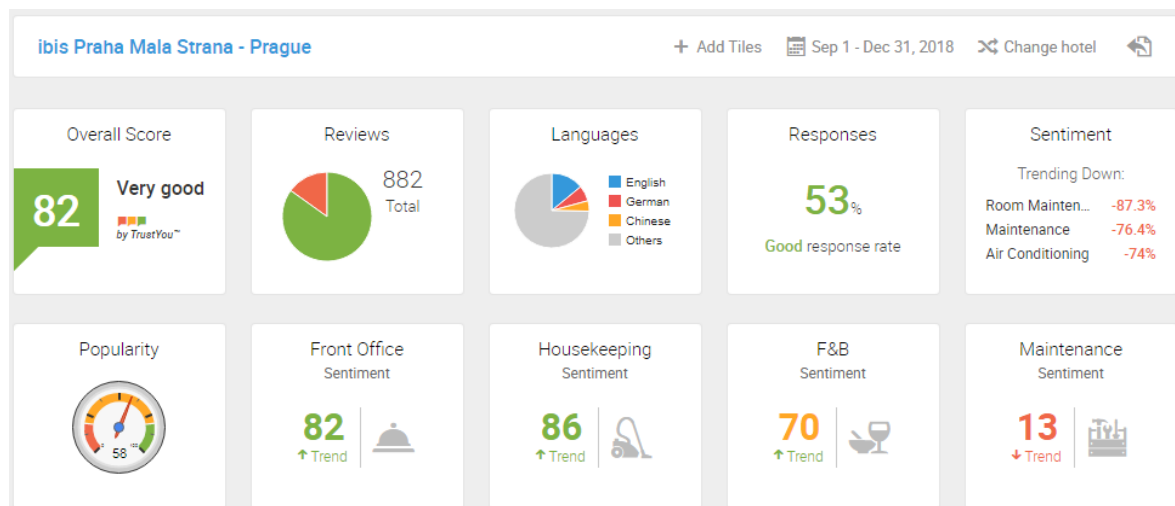 ibis Praha Mala Strana - Prague
+ Add Tiles
Sep 1 - Dec 31, 2018
Change hotel
Overall Score
82
Very good
by TrustYou™
Reviews
882
Total
Languages
English
German
Chinese
Others
Responses
53%
Good response rate
Sentiment
Trending Down:
Room Mainten... -87.3%
Maintenance -76.4%
Air Conditioning -74%
Popularity
58
Front Office
Sentiment
82
Trend
Housekeeping
Sentiment
86
Trend
F&B
Sentiment
70
Trend
Maintenance
Sentiment
13
Trend